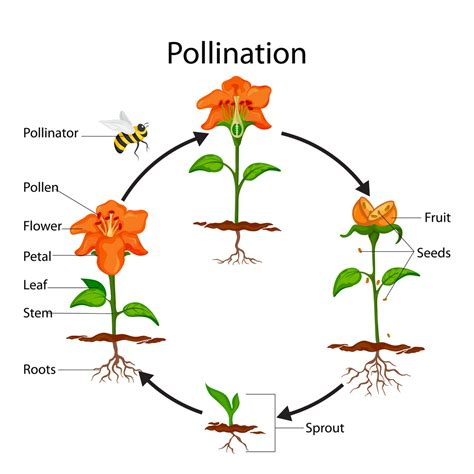 Pollination
Pollinator
Pollen
Flower
Petal
Leaf
Stem
Roots
Fruit
Seeds
Sprout